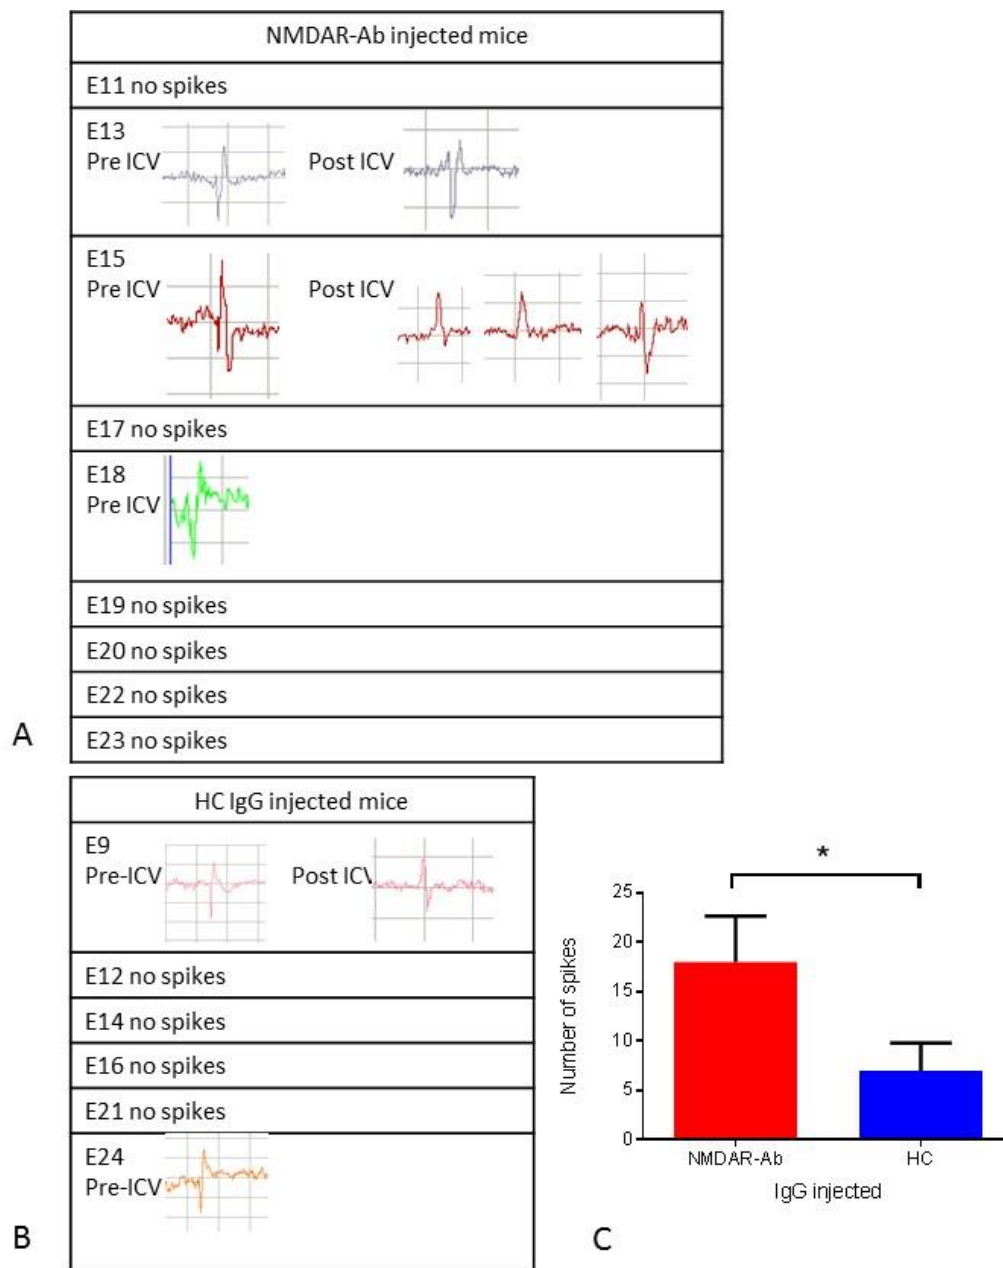 NMDAR-Ab injected mice
E11 no spikes
E13
Pre ICV
Post ICV
E15
Pre ICV
Post ICV
E17 no spikes
E18
Pre ICV
E19 no spikes
E20 no spikes
E22 no spikes
E23 no spikes
A
HC IgG injected mice
E9
Pre-ICV
Post ICV
E12 no spikes
E14 no spikes
E16 no spikes
E21 no spikes
E24
Pre-ICV
B
*
25
20
15
10
5
0
Number of spikes
NMDAR-Ab
HC
IgG injected
C